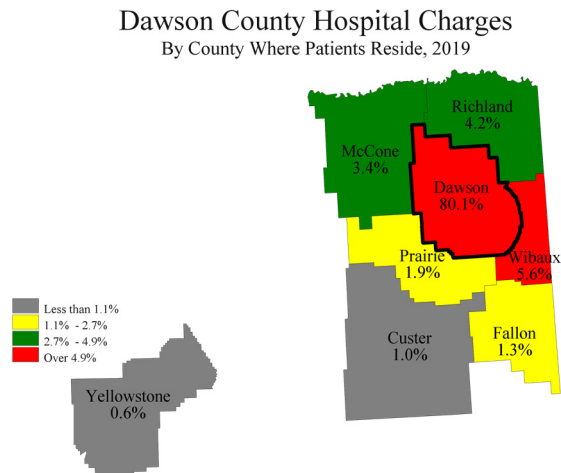 Dawson County Hospital Charges
By County Where Patients Reside, 2019
Richland
4.2%
McCone
3.4%
Dawson
80.1%
Prairie
1.9%
Wibaux
5.6%
Custer
1.0%
Fallon
1.3%
Less than 1.1%
1.1% - 2.7%
2.7% - 4.9%
Over 4.9%
Yellowstone
0.6%